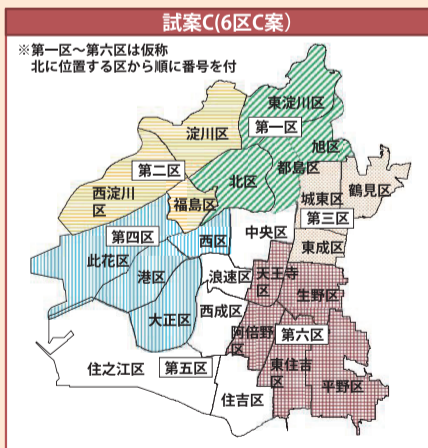 試案C(6区C案)
※第一区~第六区は仮称
北に位置する区から順に番号を付
東淀川区
淀川区
第一区
旭区
第二区
都島区
北区
城東区
鶴見区
西淀川区
福島区
第三区
第四区
西区
中央区
東成区
此花区
港区
浪速区
天王寺区
生野区
大正区
西成区
阿倍野区
第六区
住之江区
第五区
東住吉区
平野区
住吉区